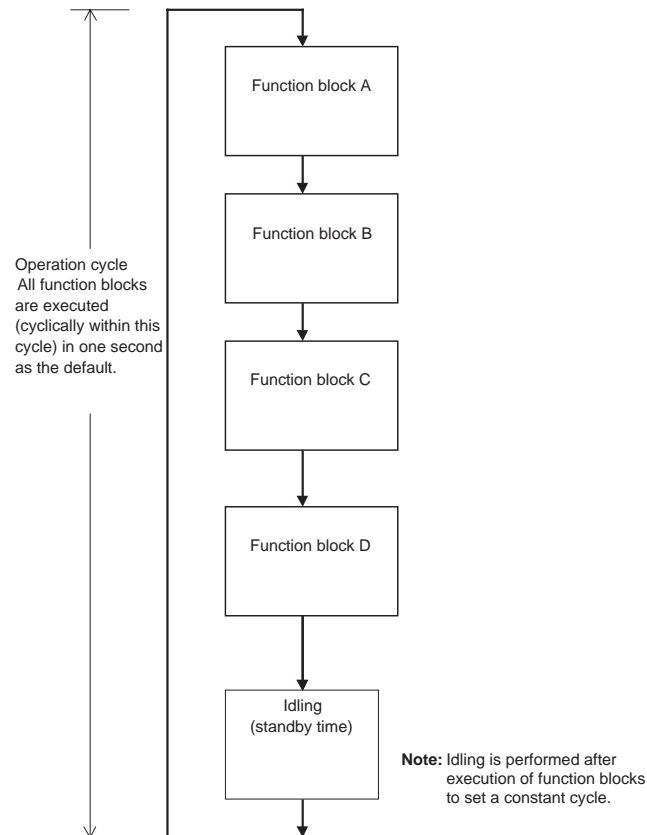 Function block A
Function block B
Operation cycle
All function blocks
are executed
(cyclically within this
cycle) in one second
as the default.
Function block C
Function block D
Idling
(standby time)
Note: Idling is performed after
execution of function blocks
to set a constant cycle.